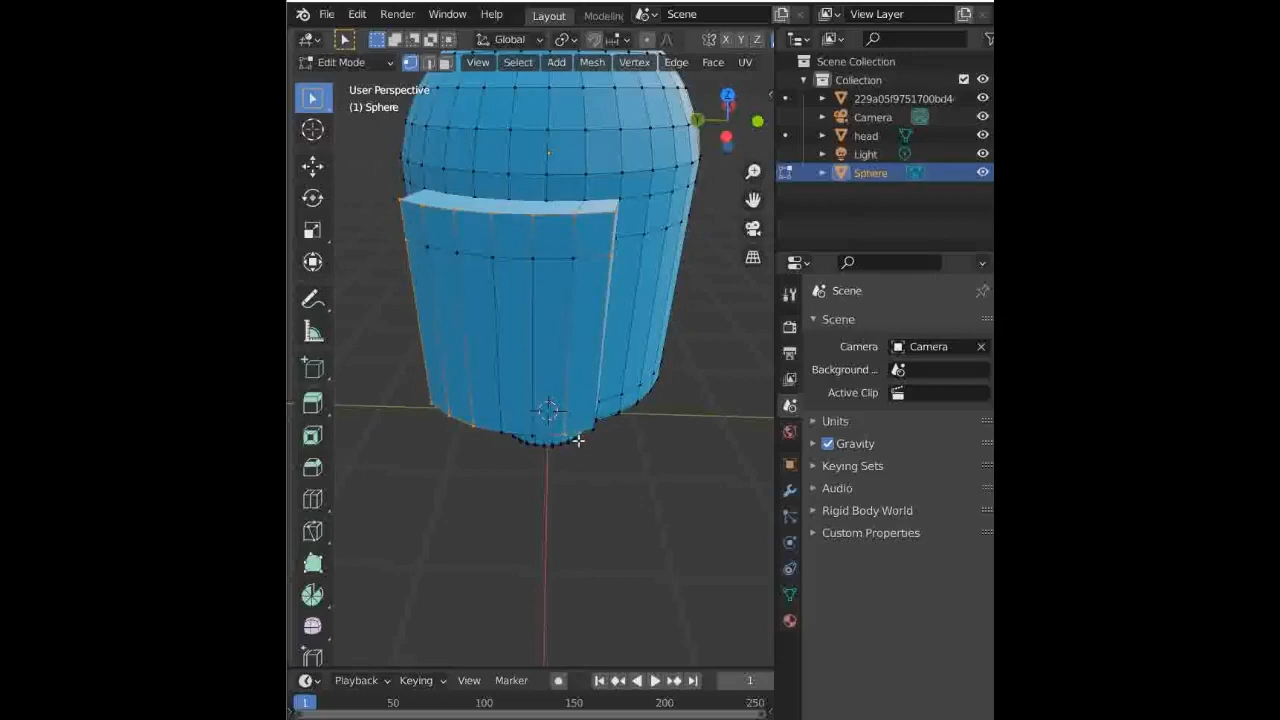 File Edit Render Window Help Layout Modeling Scene View Layer
Global X Y Z
Edit Mode View Select Add Mesh Vertex Edge Face UV
User Perspective
(1) Sphere
Z
Y
Scene Collection
Collection
229a05f9751700bd4
Camera
head
Light
Sphere
Scene
Scene
Camera Camera
Background ...
Active Clip
Units
Gravity
Keying Sets
Audio
Rigid Body World
Custom Properties
Playback Keying View Marker 1
1 50 100 150 200 250